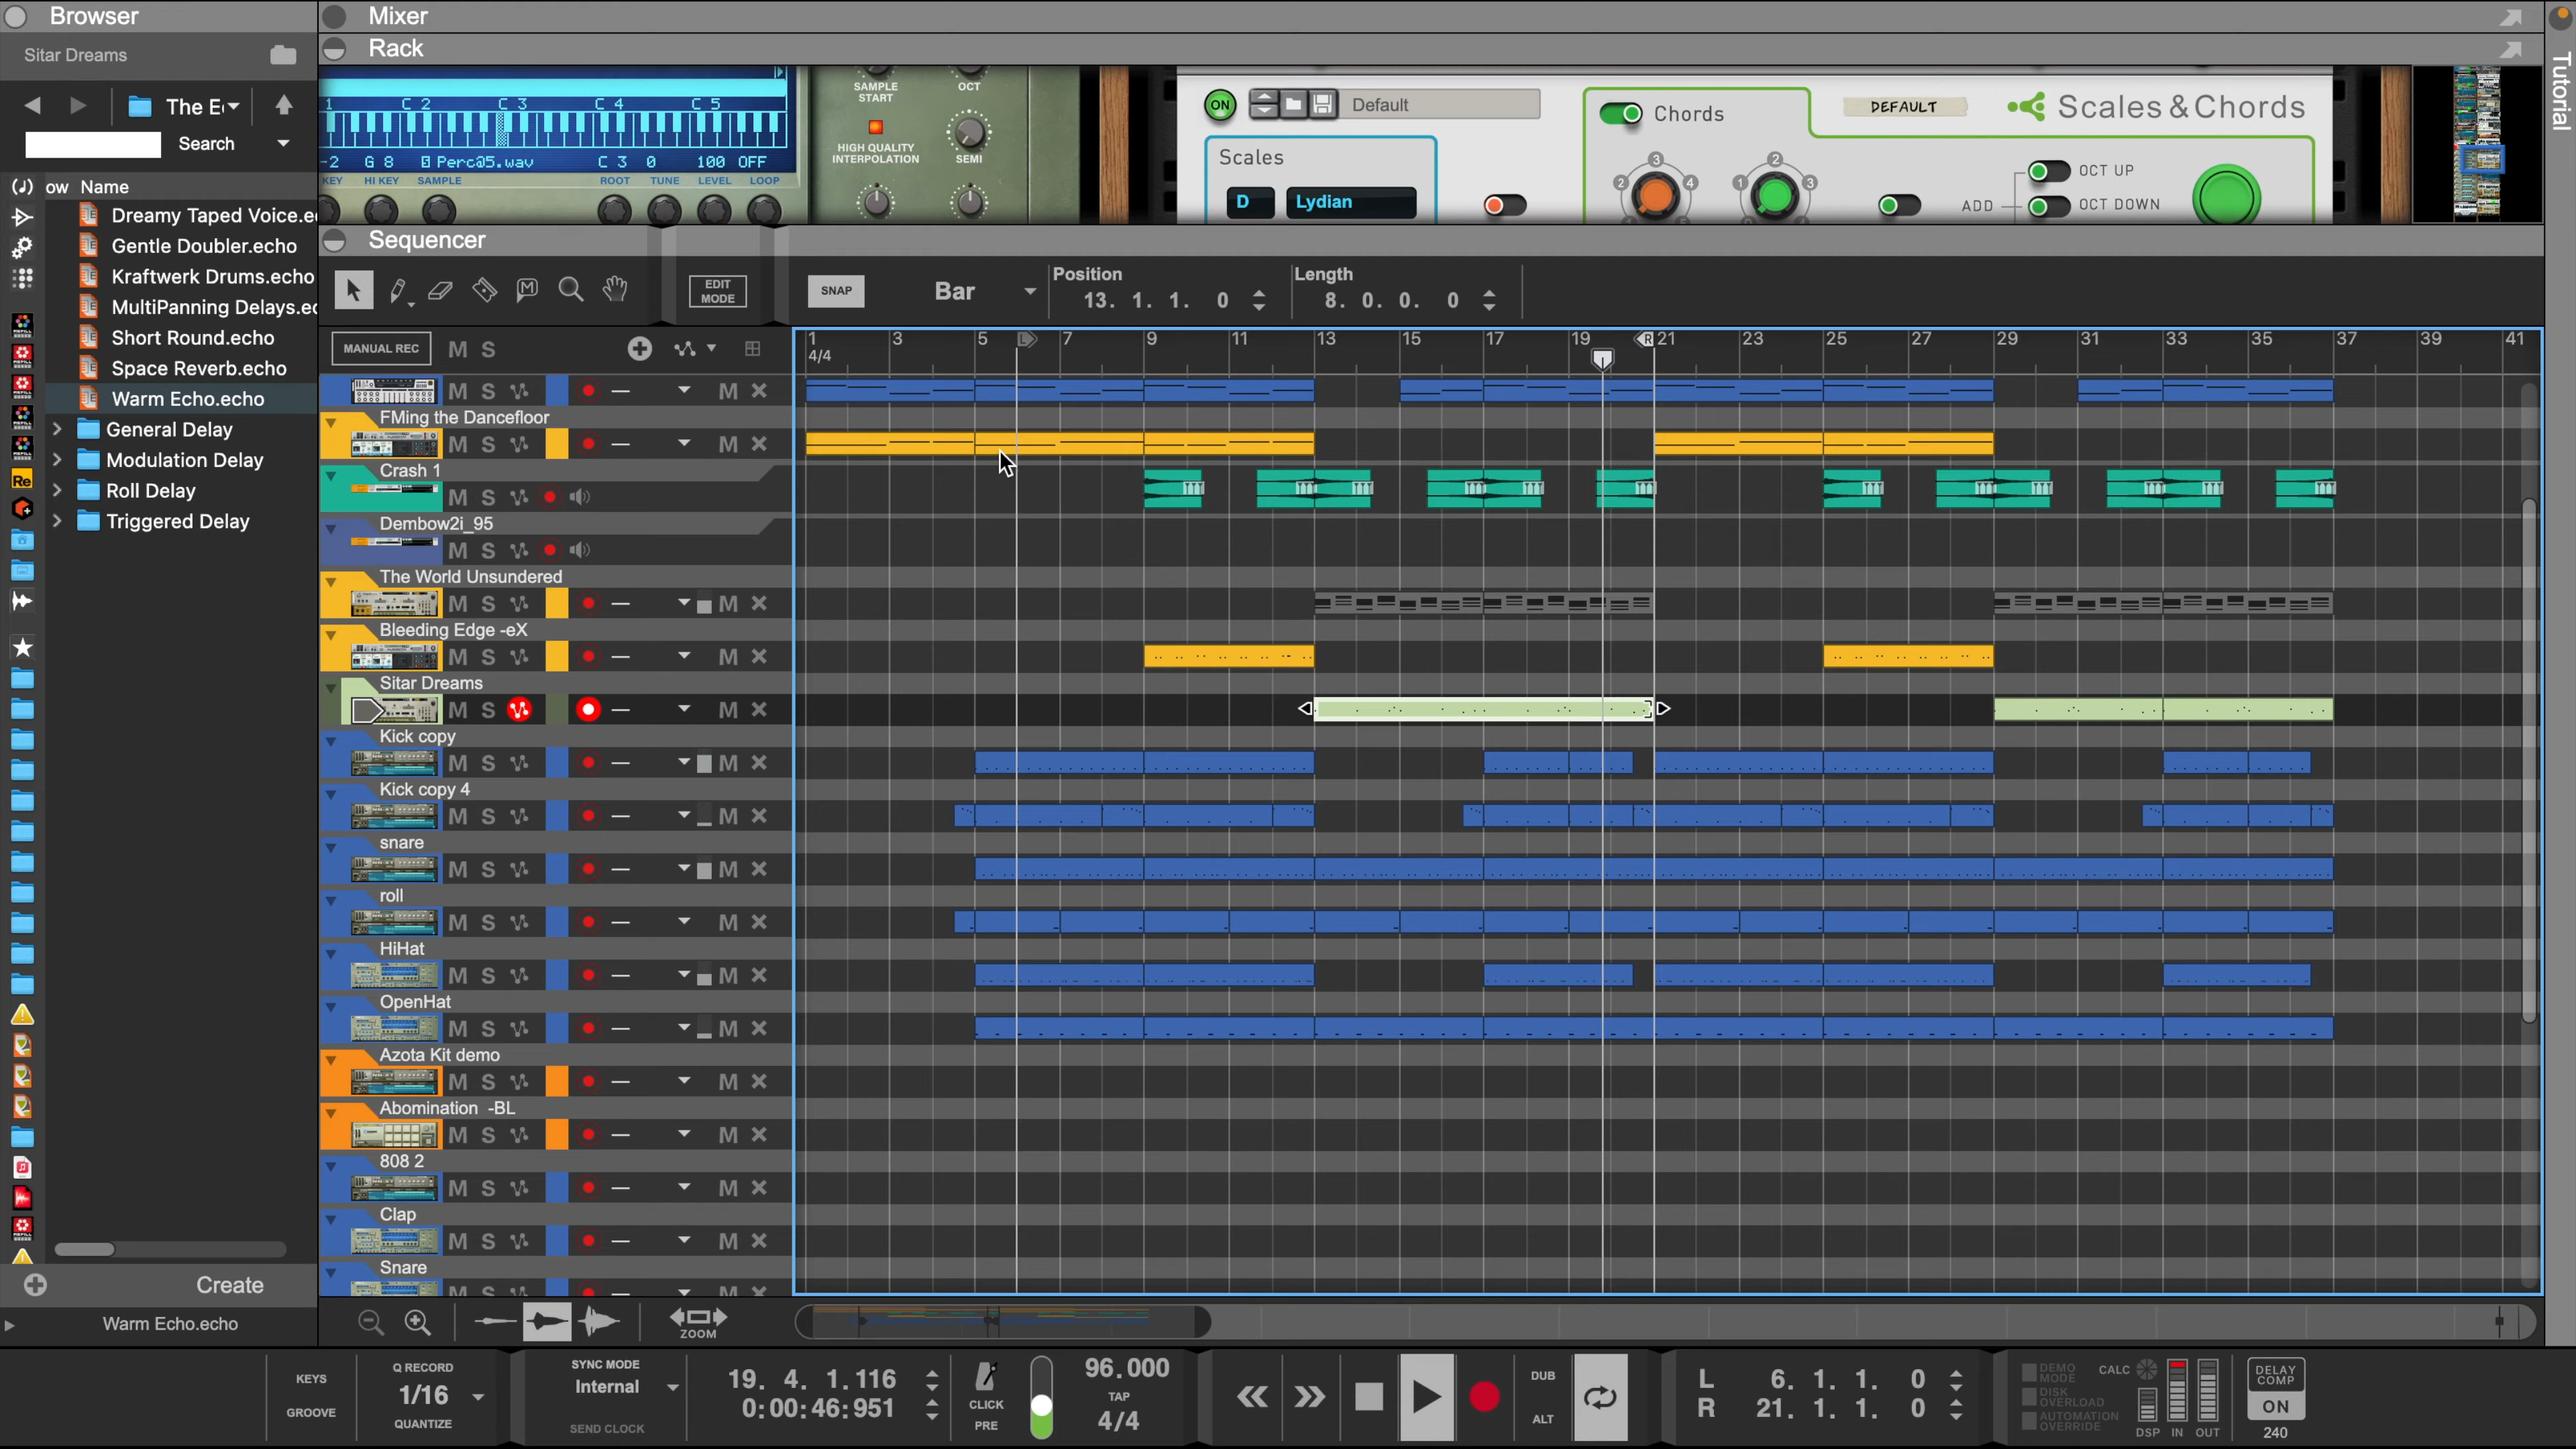 Browser
Mixer
Tutorial
Sitar Dreams
Rack
The E
Search
ow Name
Dreamy Taped Voice.e
Gentle Doubler.echo
Kraftwerk Drums.echo
MultiPanning Delays.ec
Short Round.echo
Space Reverb.echo
Warm Echo.echo
General Delay
Modulation Delay
Roll Delay
Triggered Delay
Create
Warm Echo.echo
1 C 2 C 3 C 4 C 5
-2 G 8 Perc@5.wav C 3 0 100 OFF
KEY HI KEY SAMPLE ROOT TUNE LEVEL LOOP
SAMPLE START
OCT
HIGH QUALITY INTERPOLATION
SEMI
ON Default
Scales
D Lydian
Chords
DEFAULT
Scales & Chords
3
2 4
2
1 3
ADD
OCT UP
OCT DOWN
Sequencer
EDIT MODE
SNAP
Bar
Position
13. 1. 1. 0
Length
8. 0. 0. 0
MANUAL REC M S
1 3 5 L 7 9 11 13 15 17 19 R 21 23 25 27 29 31 33 35 37 39 41
4/4
M S M
FMing the Dancefloor
M S M
Crash 1
M S
Dembow2i_95
M S
The World Unsundered
M S M
Bleeding Edge -eX
M S M
Sitar Dreams
M S M
Kick copy
M S M
Kick copy 4
M S M
snare
M S M
roll
M S M
HiHat
M S M
OpenHat
M S M
Azota Kit demo
M S M
Abomination -BL
M S M
808 2
M S M
Clap
M S M
Snare
M S M
ZOOM
KEYS
GROOVE
Q RECORD
1/16
QUANTIZE
SYNC MODE
Internal
SEND CLOCK
19. 4. 1.116
0:00:46:951
CLICK
PRE
96.000
TAP
4/4
DUB
ALT
L 6. 1. 1. 0
R 21. 1. 1. 0
DEMO MODE
DISK OVERLOAD
AUTOMATION OVERRIDE
CALC
DSP IN OUT
DELAY COMP
ON
240